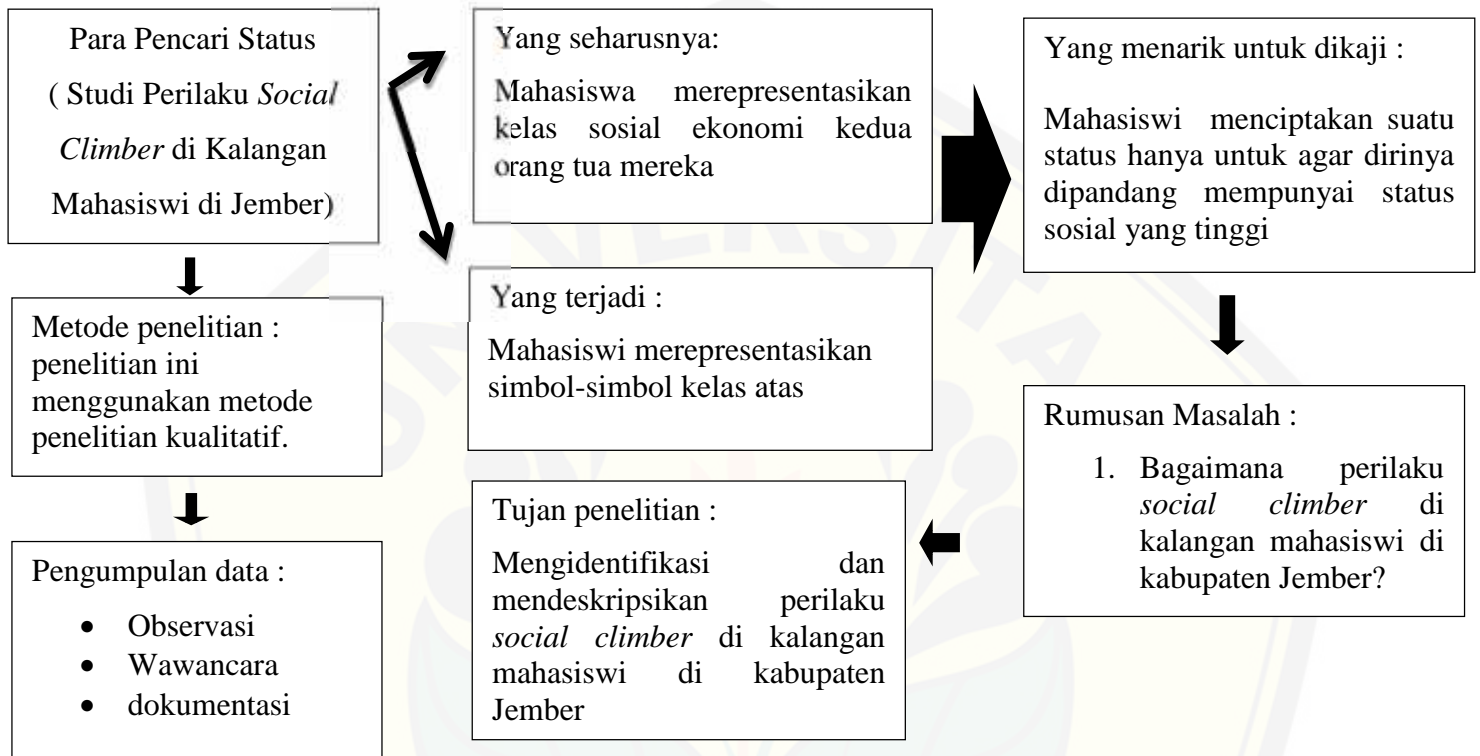 Para Pencari Status
( Studi Perilaku Social
Climber di Kalangan
Mahasiswi di Jember)
Metode penelitian :
penelitian ini
menggunakan metode
penelitian kualitatif.
Pengumpulan data :
• Observasi
• Wawancara
• dokumentasi
Yang seharusnya:
Mahasiswa merepresentasikan
kelas sosial ekonomi kedua
orang tua mereka
Yang terjadi :
Mahasiswi merepresentasikan
simbol-simbol kelas atas
Yang menarik untuk dikaji :
Mahasiswi menciptakan suatu
status hanya untuk agar dirinya
dipandang mempunyai status
sosial yang tinggi
Rumusan Masalah :
1. Bagaimana perilaku
social climber di
kalangan mahasiswi di
kabupaten Jember?
Tujan penelitian :
Mengidentifikasi dan
mendeskripsikan perilaku
social climber di kalangan
mahasiswi di kabupaten
Jember